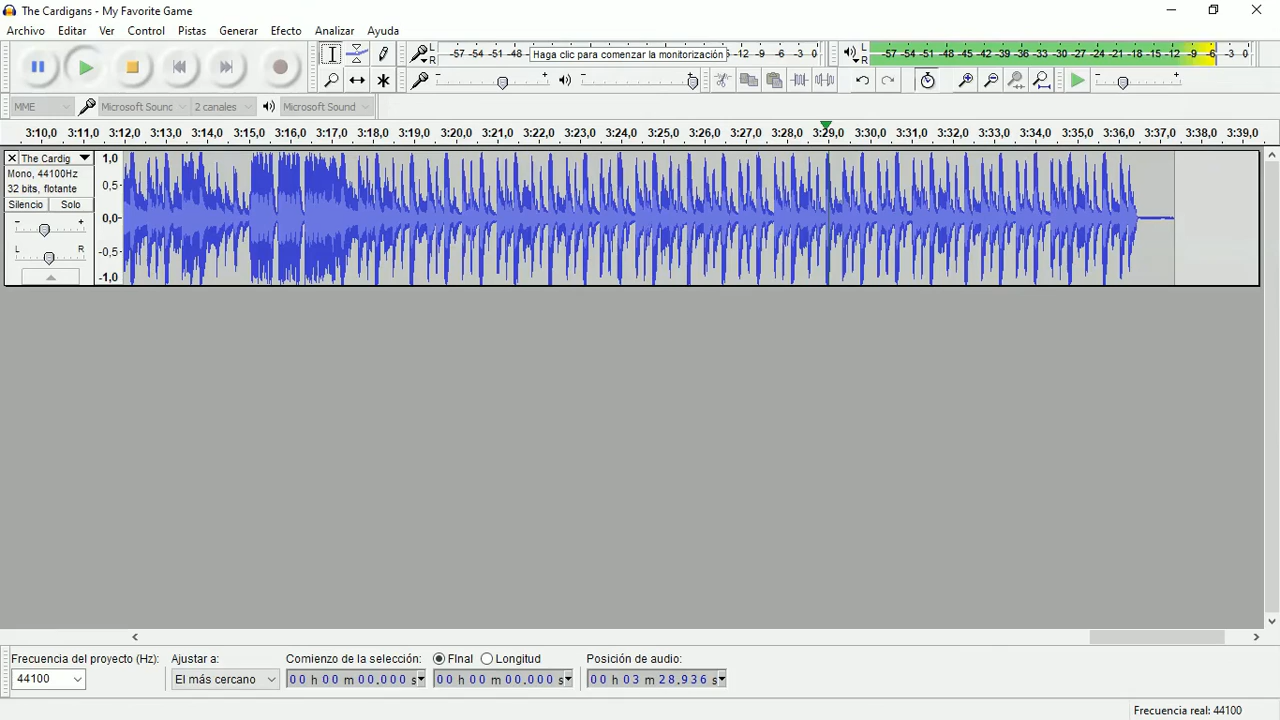 The Cardigans - My Favorite Game
Archivo Editar Ver Control Pistas Generar Efecto Analizar Ayuda
L R -57 -54 -51 -48 Haga clic para comenzar la monitorización -12 -9 -6 -3 0 L R -57 -54 -51 -48 -45 -42 -39 -36 -33 -30 -27 -24 -21 -18 -15 -12 -9 -6 -3 0
- + - + - +
MME Microsoft Sounc 2 canales Microsoft Sound
3:10,0 3:11,0 3:12,0 3:13,0 3:14,0 3:15,0 3:16,0 3:17,0 3:18,0 3:19,0 3:20,0 3:21,0 3:22,0 3:23,0 3:24,0 3:25,0 3:26,0 3:27,0 3:28,0 3:29,0 3:30,0 3:31,0 3:32,0 3:33,0 3:34,0 3:35,0 3:36,0 3:37,0 3:38,0 3:39,0
The Cardig 1,0
Mono, 44100Hz
32 bits, flotante 0,5
Silencio Solo
- + 0,0
L R -0,5
-1,0
Frecuencia del proyecto (Hz): Ajustar a: Comienzo de la selección: FInal Longitud Posición de audio:
44100 El más cercano 00 h 00 m 00.000 s 00 h 00 m 00.000 s 00 h 03 m 28.936 s
Frecuencia real: 44100